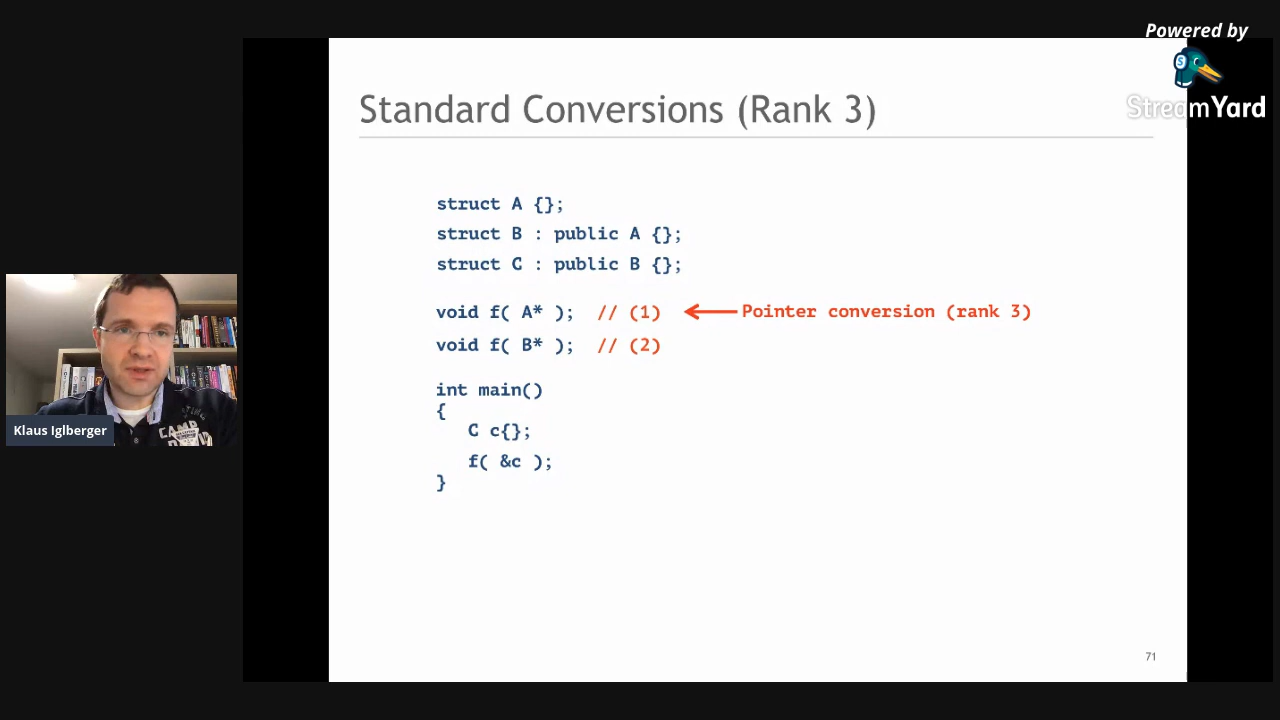 Powered by
StreamYard
Standard Conversions (Rank 3)
struct A {};
struct B : public A {};
struct C : public B {};
void f( A* ); // (1) Pointer conversion (rank 3)
void f( B* ); // (2)
int main()
{
C c{};
f( &c );
}
Klaus Iglberger
CAMP
71